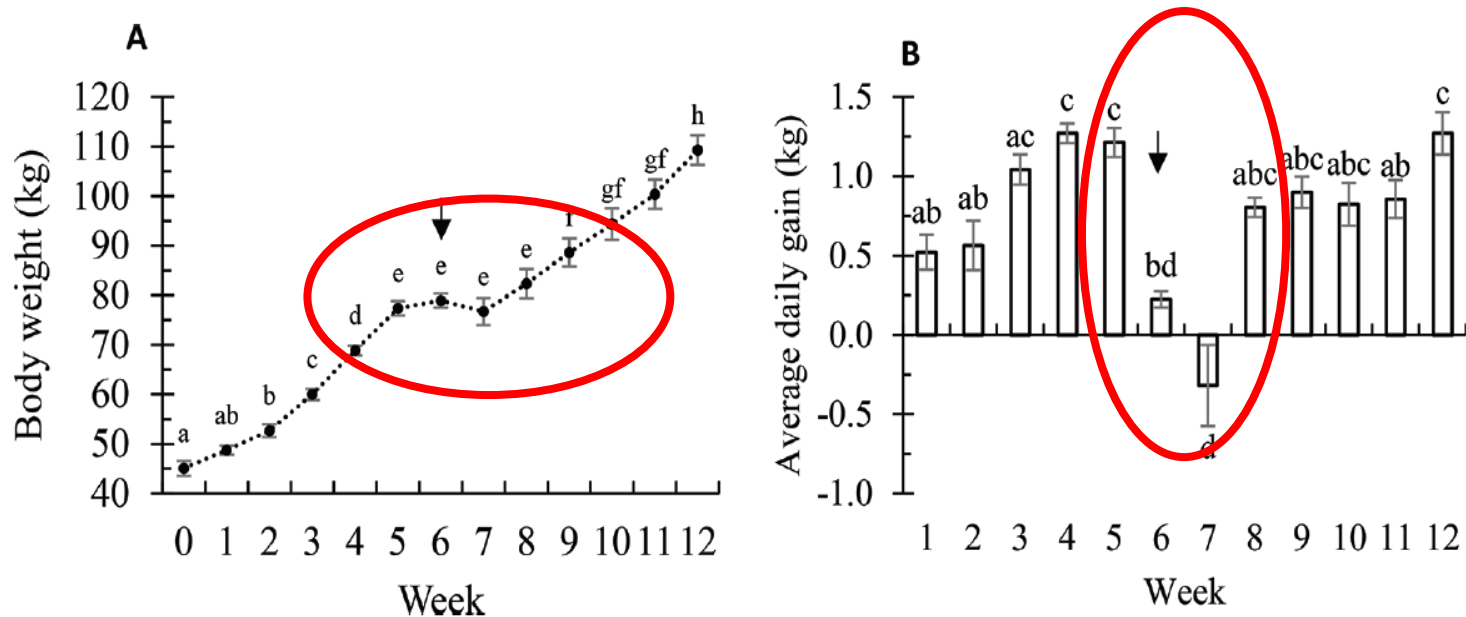 A
Body weight (kg)
120
110
100
90
80
70
60
50
40
a
ab
b
c
d
e
e
e
e
f
gf
gf
h
0 1 2 3 4 5 6 7 8 9 10 11 12
Week
B
Average daily gain (kg)
1.5
1.0
0.5
0.0
-0.5
-1.0
ab
ab
ac
c
c
bd
d
abc
abc
abc
ab
c
1 2 3 4 5 6 7 8 9 10 11 12
Week